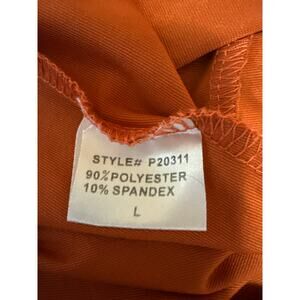 STYLE# P20311
90%POLYESTER
10% SPANDEX
L